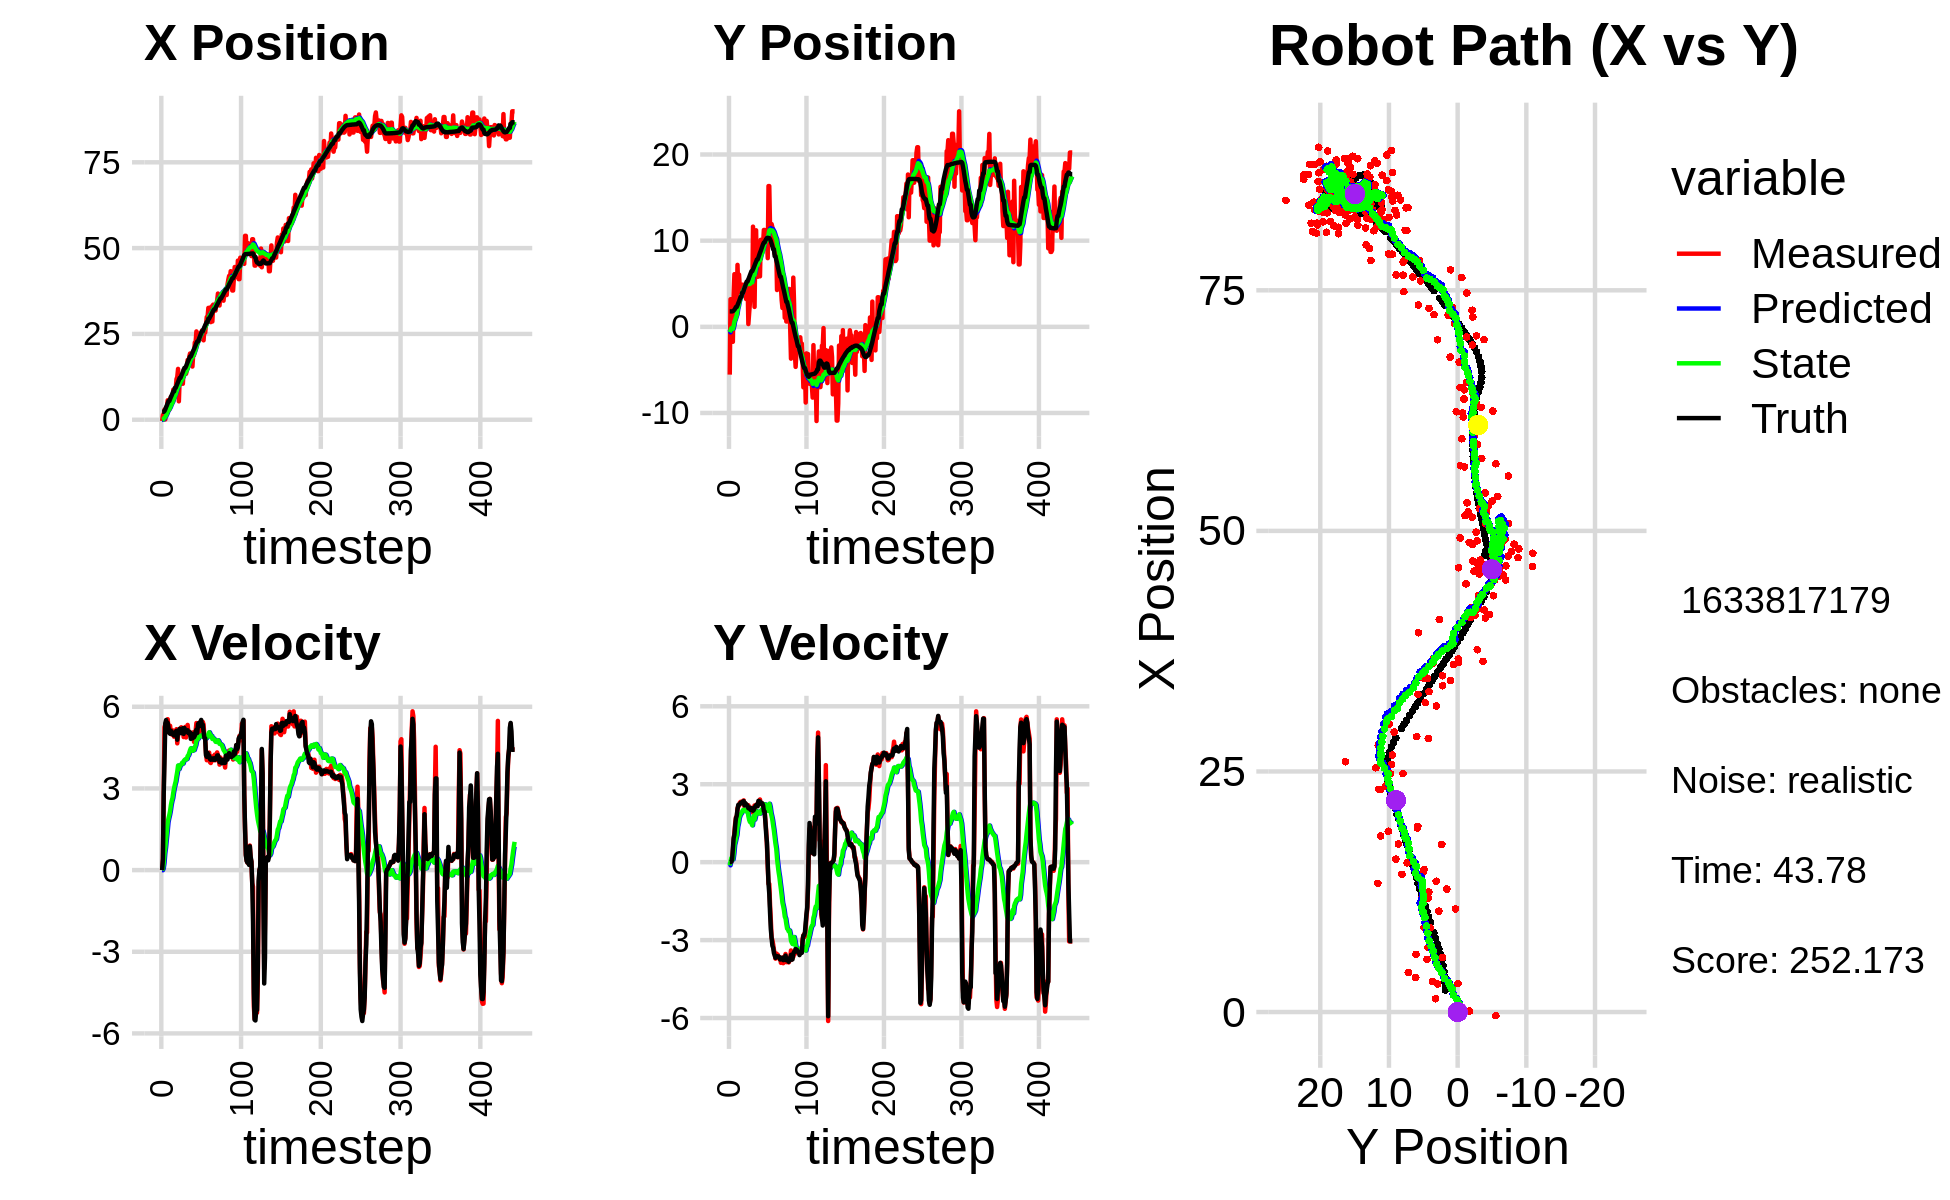 X Position
75
50
25
0
0
100
200
300
400
timestep
Y Position
20
10
0
-10
0
100
200
300
400
timestep
X Velocity
6
3
0
-3
-6
0
100
200
300
400
timestep
Y Velocity
6
3
0
-3
-6
0
100
200
300
400
timestep
Robot Path (X vs Y)
X Position
75
50
25
0
20 10 0 -10 -20
Y Position
variable
Measured
Predicted
State
Truth
1633817179
Obstacles: none
Noise: realistic
Time: 43.78
Score: 252.173